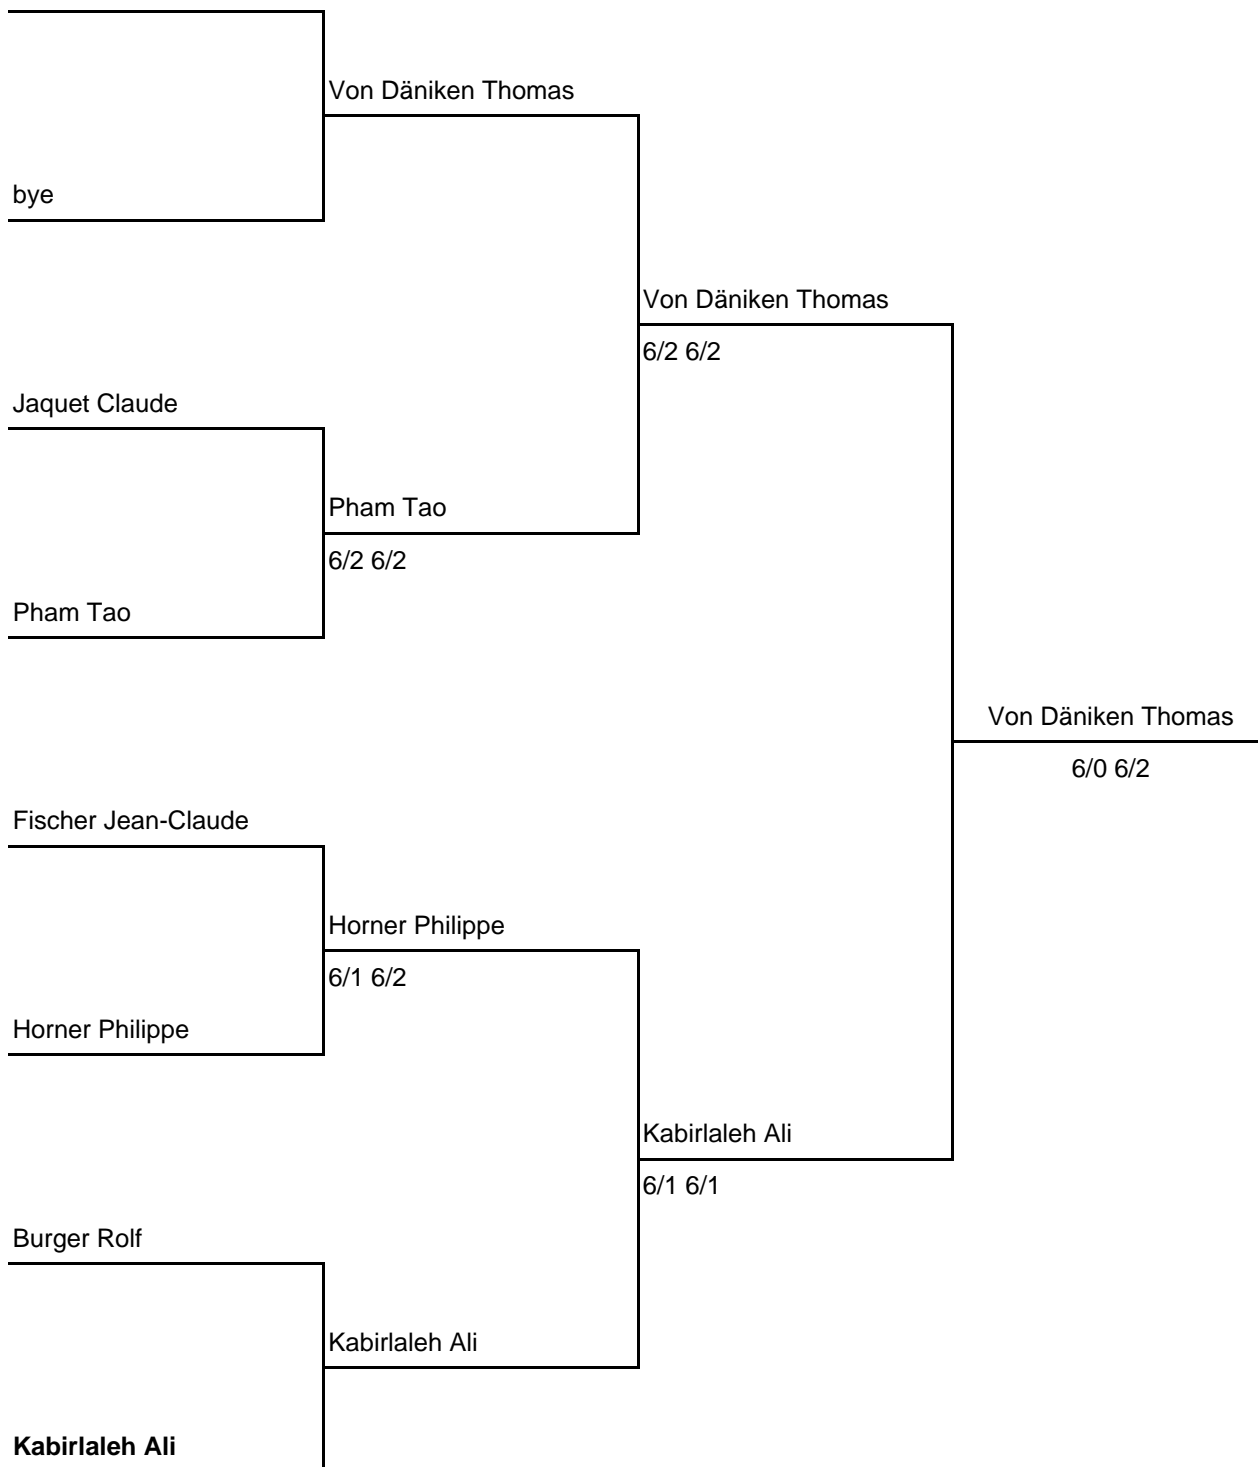 Von Däniken Thomas
bye
Von Däniken Thomas
6/2 6/2
Jaquet Claude
Pham Tao
6/2 6/2
Pham Tao
Von Däniken Thomas
6/0 6/2
Fischer Jean-Claude
Horner Philippe
6/1 6/2
Horner Philippe
Kabirlaleh Ali
6/1 6/1
Burger Rolf
Kabirlaleh Ali
Kabirlaleh Ali